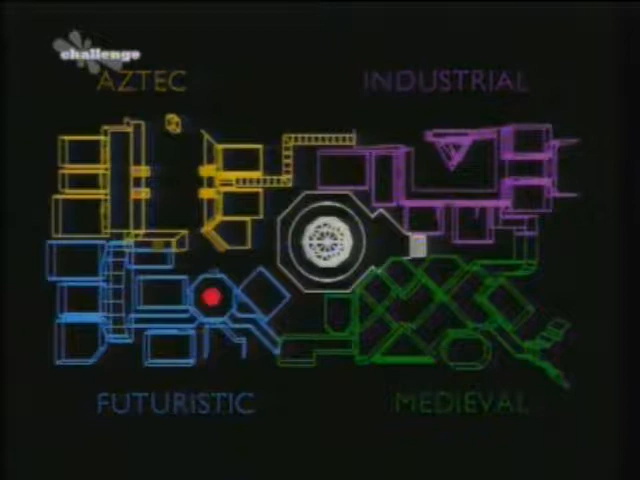 challenge
AZTEC
INDUSTRIAL
FUTURISTIC
MEDIEVAL